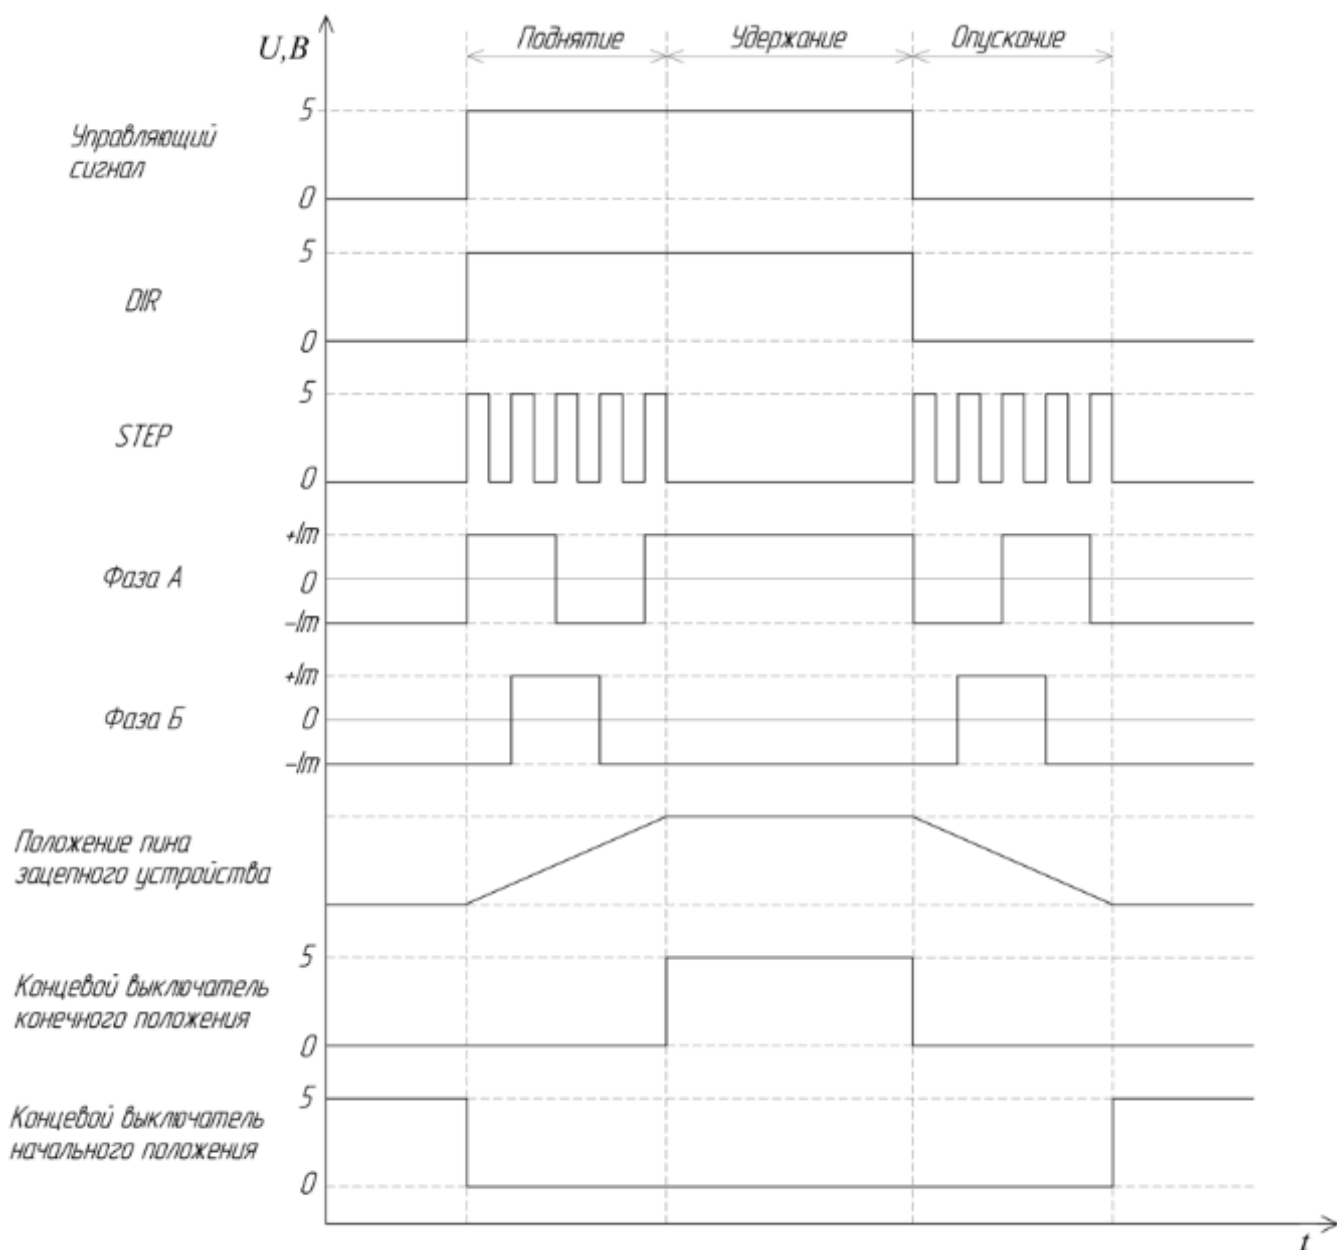 U,В
Поднятие
Удержание
Опускание
Управляющий
сигнал
5
0
DIR
5
0
STEP
5
0
Фаза А
+Im
0
−Im
Фаза Б
+Im
0
−Im
Положение пина
зацепного устройства
Концевой выключатель
конечного положения
5
0
Концевой выключатель
начального положения
5
0
t